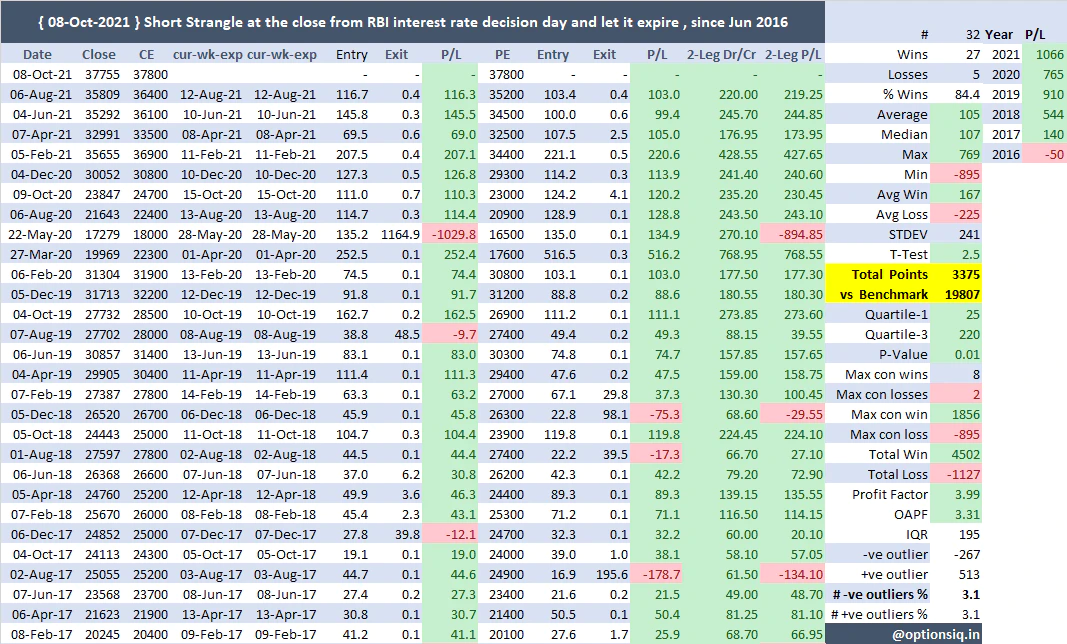 { 08-Oct-2021 } Short Strangle at the close from RBI interest rate decision day and let it expire , since Jun 2016 # 32 Year P/L
Date Close CE cur-wk-exp cur-wk-exp Entry Exit P/L PE Entry Exit P/L 2-Leg Dr/Cr 2-Leg P/L Wins 27 2021 1066
08-Oct-21 37755 37800 - - - 37800 - - - - - Losses 5 2020 765
06-Aug-21 35809 36400 12-Aug-21 12-Aug-21 116.7 0.4 116.3 35200 103.4 0.4 103.0 220.00 219.25 % Wins 84.4 2019 910
04-Jun-21 35292 36100 10-Jun-21 10-Jun-21 145.8 0.3 145.5 34500 100.0 0.6 99.4 245.70 244.85 Average 105 2018 544
07-Apr-21 32991 33500 08-Apr-21 08-Apr-21 69.5 0.6 69.0 32500 107.5 2.5 105.0 176.95 173.95 Median 107 2017 140
05-Feb-21 35655 36900 11-Feb-21 11-Feb-21 207.5 0.4 207.1 34400 221.1 0.5 220.6 428.55 427.65 Max 769 2016 -50
04-Dec-20 30052 30800 10-Dec-20 10-Dec-20 127.3 0.5 126.8 29300 114.2 0.3 113.9 241.40 240.60 Min -895
09-Oct-20 23847 24700 15-Oct-20 15-Oct-20 111.0 0.7 110.3 23000 124.2 4.1 120.2 235.20 230.45 Avg Win 167
06-Aug-20 21643 22400 13-Aug-20 13-Aug-20 114.7 0.3 114.4 20900 128.9 0.1 128.8 243.50 243.10 Avg Loss -225
22-May-20 17279 18000 28-May-20 28-May-20 135.2 1164.9 -1029.8 16500 135.0 0.1 134.9 270.10 -894.85 STDEV 241
27-Mar-20 19969 22300 01-Apr-20 01-Apr-20 252.5 0.1 252.4 17600 516.5 0.3 516.2 768.95 768.55 T-Test 2.5
06-Feb-20 31304 31900 13-Feb-20 13-Feb-20 74.5 0.1 74.4 30800 103.1 0.1 103.0 177.50 177.30 Total Points 3375
05-Dec-19 31713 32200 12-Dec-19 12-Dec-19 91.8 0.1 91.7 31200 88.8 0.2 88.6 180.55 180.30 vs Benchmark 19807
04-Oct-19 27732 28500 10-Oct-19 10-Oct-19 162.7 0.2 162.5 26900 111.2 0.1 111.1 273.85 273.60 Quartile-1 25
07-Aug-19 27702 28000 08-Aug-19 08-Aug-19 38.8 48.5 -9.7 27400 49.4 0.2 49.3 88.15 39.55 Quartile-3 220
06-Jun-19 30857 31400 13-Jun-19 13-Jun-19 83.1 0.1 83.0 30300 74.8 0.1 74.7 157.85 157.65 P-Value 0.01
04-Apr-19 29905 30400 11-Apr-19 11-Apr-19 111.4 0.1 111.3 29400 47.6 0.2 47.5 159.00 158.75 Max con wins 8
07-Feb-19 27387 27800 14-Feb-19 14-Feb-19 63.3 0.1 63.2 27000 67.1 29.8 37.3 130.30 100.45 Max con losses 2
05-Dec-18 26520 26700 06-Dec-18 06-Dec-18 45.9 0.1 45.8 26300 22.8 98.1 -75.3 68.60 -29.55 Max con win 1856
05-Oct-18 24443 25000 11-Oct-18 11-Oct-18 104.7 0.3 104.4 23900 119.8 0.1 119.8 224.45 224.10 Max con loss -895
01-Aug-18 27597 27800 02-Aug-18 02-Aug-18 44.5 0.1 44.4 27400 22.2 39.5 -17.3 66.70 27.10 Total Win 4502
06-Jun-18 26368 26600 07-Jun-18 07-Jun-18 37.0 6.2 30.8 26300 42.3 0.1 42.2 79.20 72.90 Total Loss -1127
05-Apr-18 24760 25200 12-Apr-18 12-Apr-18 49.9 3.6 46.3 24400 89.3 0.1 89.3 139.15 135.55 Profit Factor 3.99
07-Feb-18 25670 26000 08-Feb-18 08-Feb-18 45.4 2.3 43.1 25300 71.2 0.1 71.1 116.50 114.15 OAPF 3.31
06-Dec-17 24852 25000 07-Dec-17 07-Dec-17 27.8 39.8 -12.1 24700 32.3 0.1 32.2 60.00 20.10 IQR 195
04-Oct-17 24113 24300 05-Oct-17 05-Oct-17 19.1 0.1 19.0 24000 39.0 1.0 38.1 58.10 57.05 -ve outlier -267
02-Aug-17 25055 25200 03-Aug-17 03-Aug-17 44.7 0.1 44.6 24900 16.9 195.6 -178.7 61.50 -134.10 +ve outlier 513
07-Jun-17 23568 23700 08-Jun-17 08-Jun-17 27.4 0.2 27.3 23400 21.6 0.2 21.5 49.00 48.70 # -ve outliers % 3.1
06-Apr-17 21623 21900 13-Apr-17 13-Apr-17 30.8 0.1 30.7 21400 50.5 0.1 50.4 81.25 81.10 # +ve outliers % 3.1
08-Feb-17 20245 20400 09-Feb-17 09-Feb-17 41.2 0.1 41.1 20100 27.6 1.7 25.9 68.70 66.95 @optionsiq.in